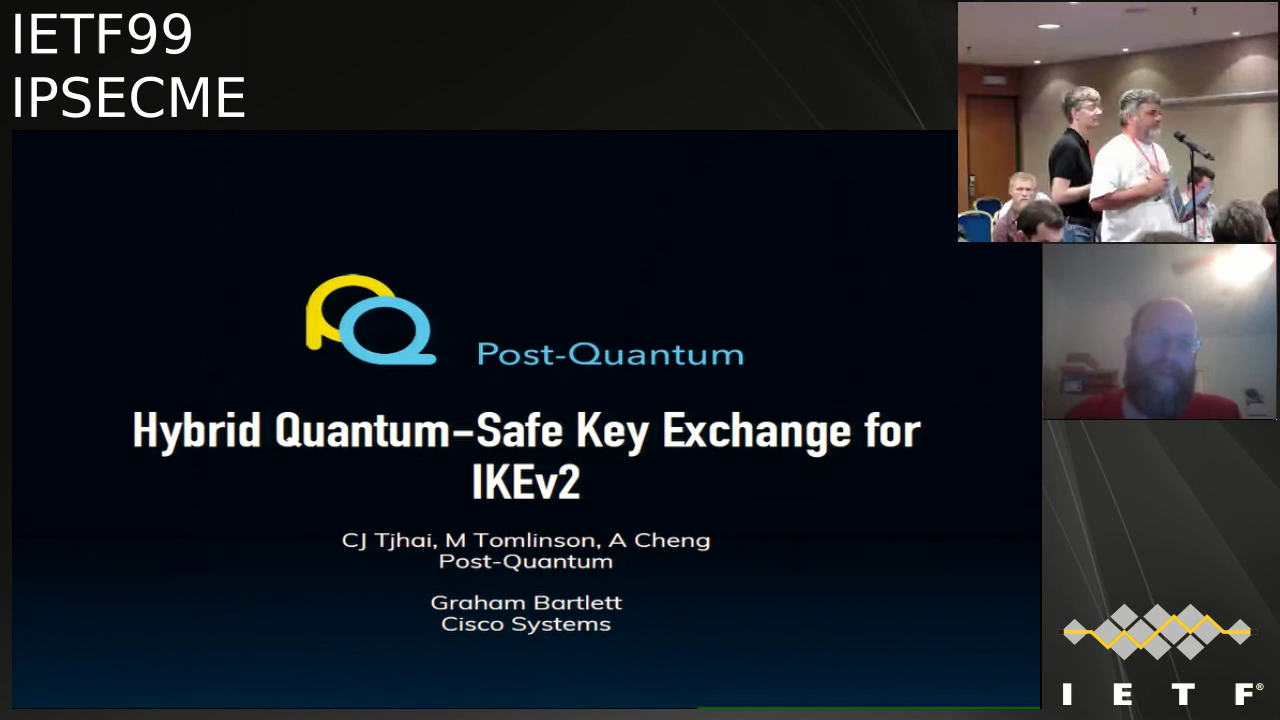 IETF99
IPSECME
Post-Quantum
Hybrid Quantum-Safe Key Exchange for
IKEv2
CJ Tjhai, M Tomlinson, A Cheng
Post-Quantum
Graham Bartlett
Cisco Systems
I E T F®